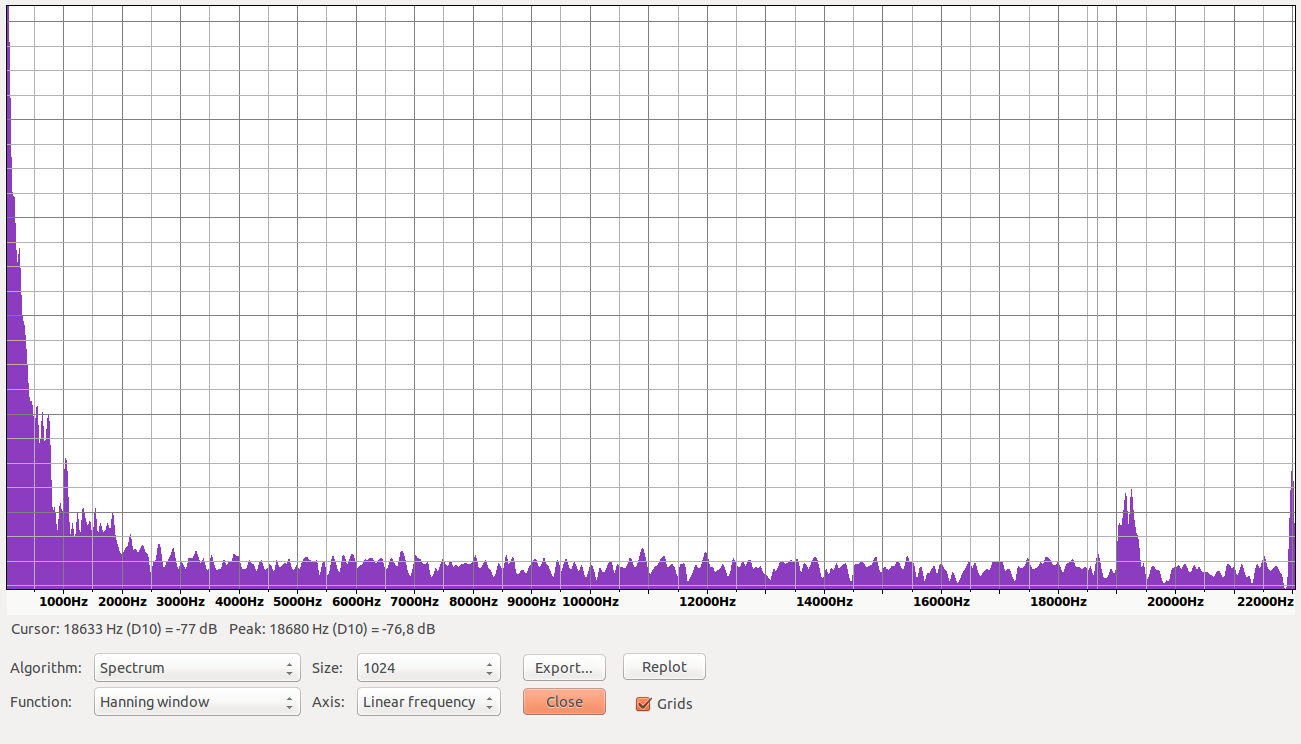 1000Hz 2000Hz 3000Hz 4000Hz 5000Hz 6000Hz 7000Hz 8000Hz 9000Hz 10000Hz 12000Hz 14000Hz 16000Hz 18000Hz 20000Hz 22000Hz
Cursor: 18633 Hz (D10) = -77 dB Peak: 18680 Hz (D10) = -76,8 dB
Algorithm: Spectrum Size: 1024 Export... Replot
Function: Hanning window Axis: Linear frequency Close Grids